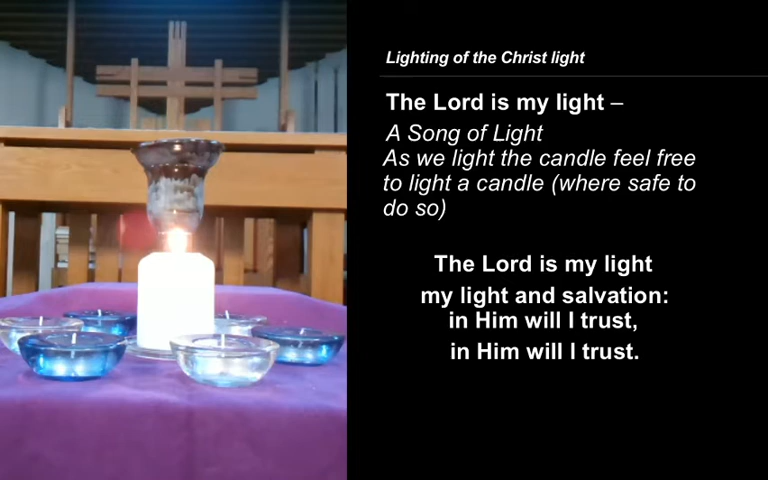 Lighting of the Christ light
The Lord is my light –
A Song of Light
As we light the candle feel free
to light a candle (where safe to
do so)
The Lord is my light
my light and salvation:
in Him will I trust,
in Him will I trust.